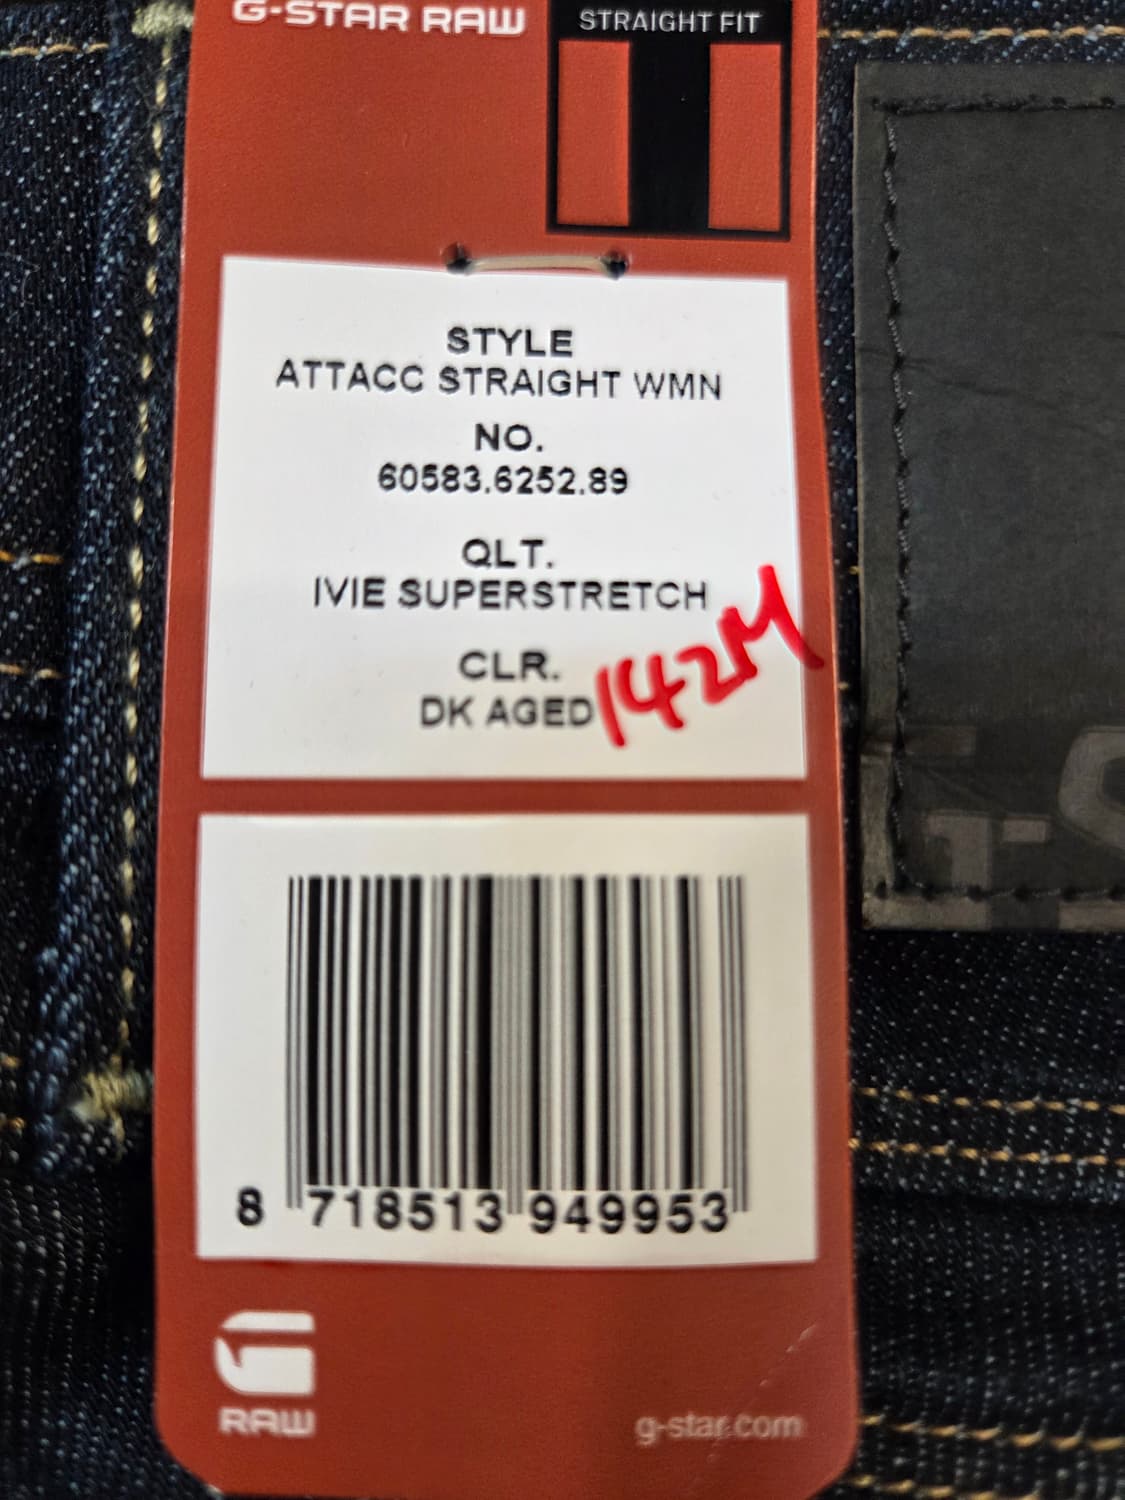 G-STAR RAW
STRAIGHT FIT
STYLE
ATTACC STRAIGHT WMN
NO.
60583.6252.89
QLT.
IVIE SUPERSTRETCH
CLR.
DK AGED
142M
8 718513 949953
RAW
g-star.com
G-S